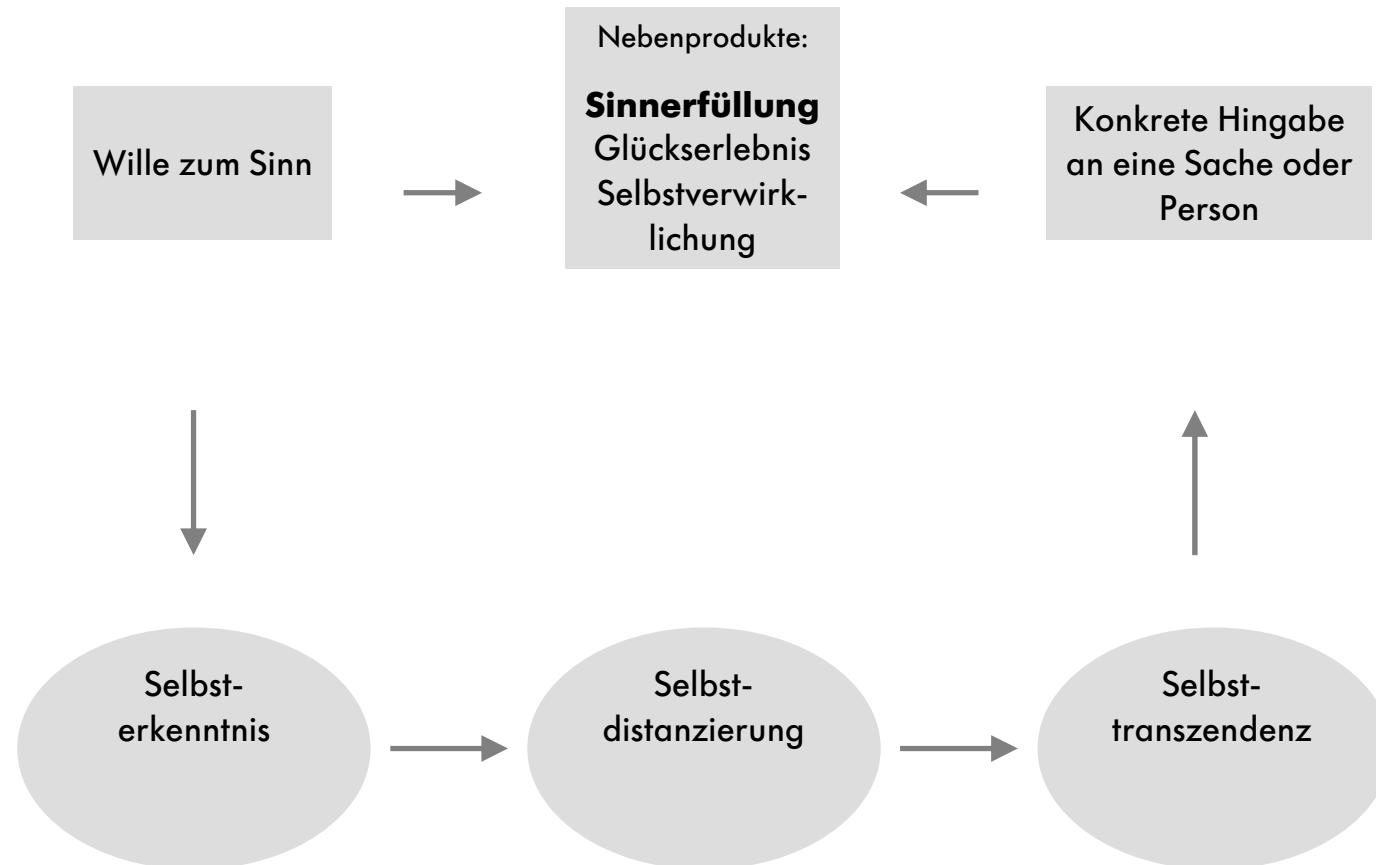 Wille zum Sinn
Nebenprodukte:
Sinnerfüllung
Glückserlebnis
Selbstverwirk-
lichung
Konkrete Hingabe
an eine Sache oder
Person
Selbst-
erkenntnis
Selbst-
distanzierung
Selbst-
transzendenz